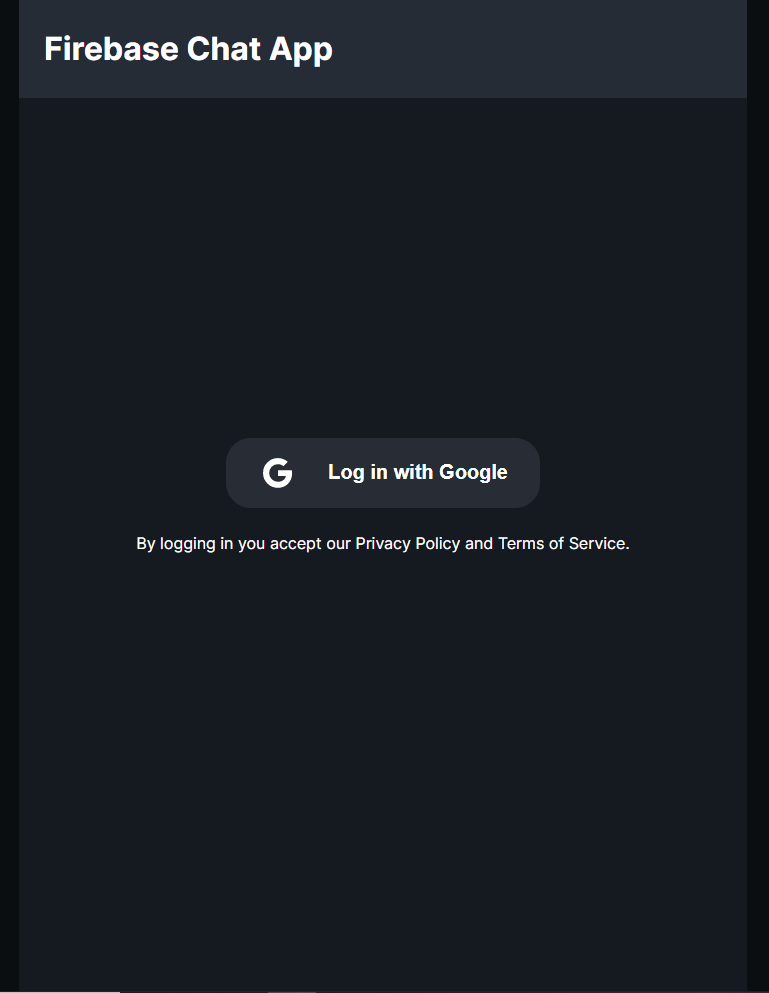 Firebase Chat App
Log in with Google
By logging in you accept our Privacy Policy and Terms of Service.